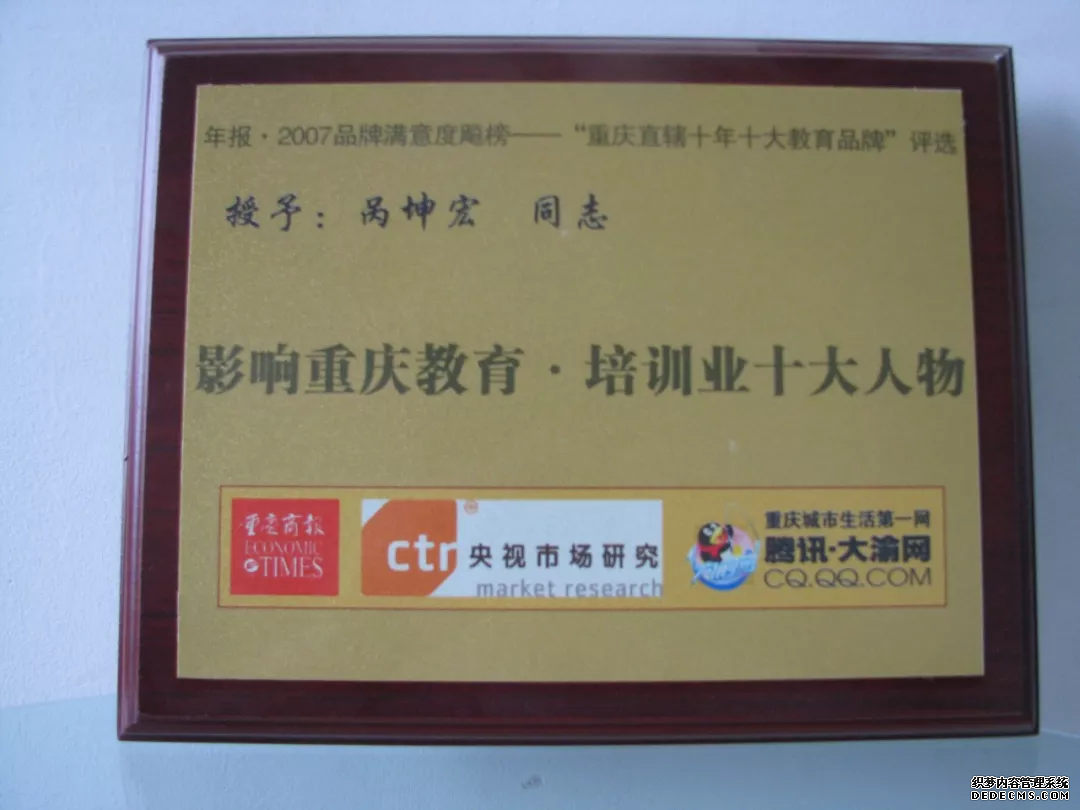 年报·2007品牌满意度飚榜——“重庆直辖十年十大教育品牌”评选
授予：呙坤宏 同志
影响重庆教育·培训业十大人物
重庆商报
ECONOMIC
TIMES
ctr 央视市场研究
market research
重庆城市生活第一网
腾讯·大渝网
CQ.QQ.COM
织梦内容管理系统
DEDECMS.COM